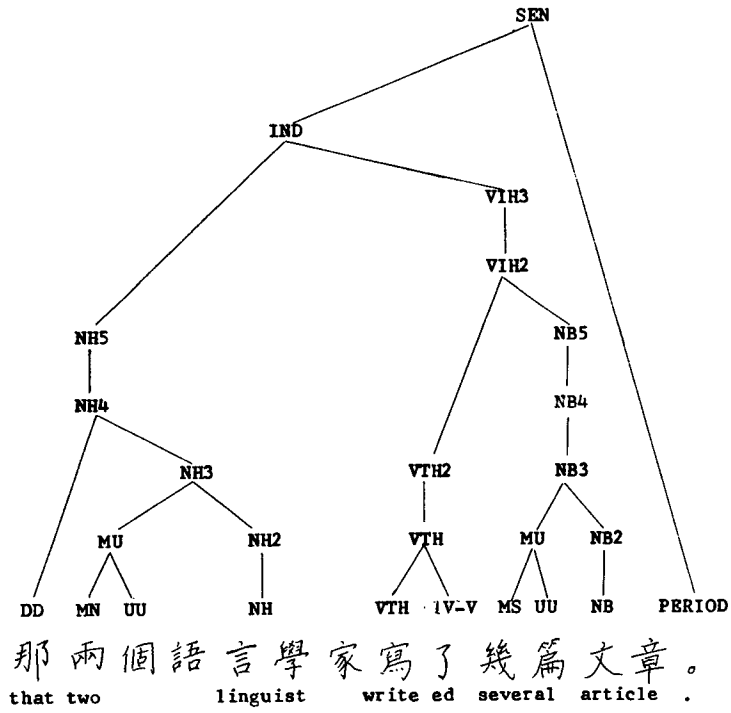 SEN
IND
VIH3
VIH2
NH5 NB5
NH4 NB4
NH3 VTH2 NB3
MU NH2 VTH MU NB2
DD MN UU NH VTH IV-V MS UU NB PERIOD
那兩個語言學家寫了幾篇文章。
that two linguist write ed several article .